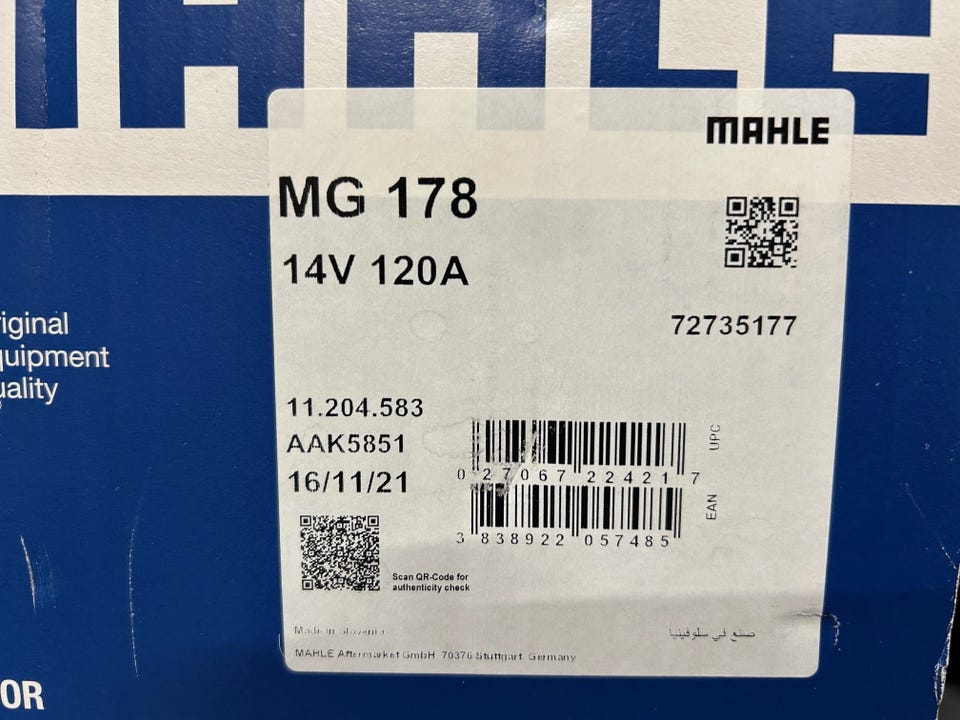 MAHLE
MAHLE
MG 178
14V 120A
72735177
riginal
quipment
uality
11.204.583
AAK5851
16/11/21
UPC
0 27067 22421 7
EAN
3 838922 057485
Scan QR-Code for
authenticity check
Made in Slovenia
صنع في سلوفينيا
MAHLE Aftermarket GmbH 70376 Stuttgart Germany
OR